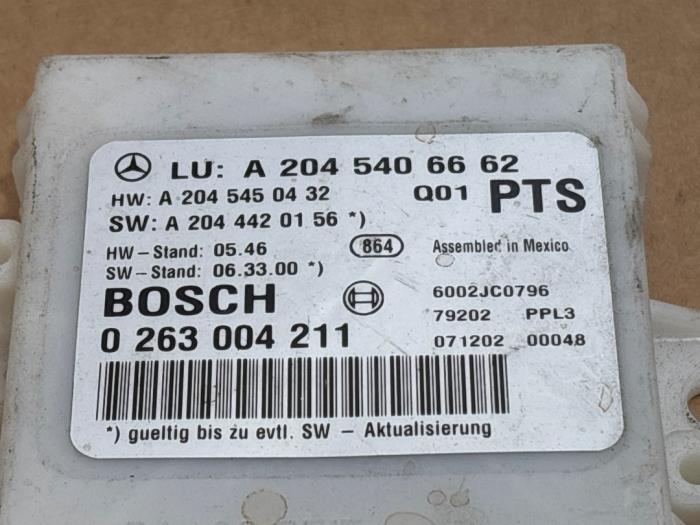 LU: A 204 540 66 62
HW: A 204 545 04 32 Q01 PTS
SW: A 204 442 01 56 *)
HW-Stand: 05.46 864 Assembled in Mexico
SW-Stand: 06.33.00 *)
BOSCH 6002JC0796
79202 PPL3
0 263 004 211 071202 00048
*) gueltig bis zu evtl. SW - Aktualisierung